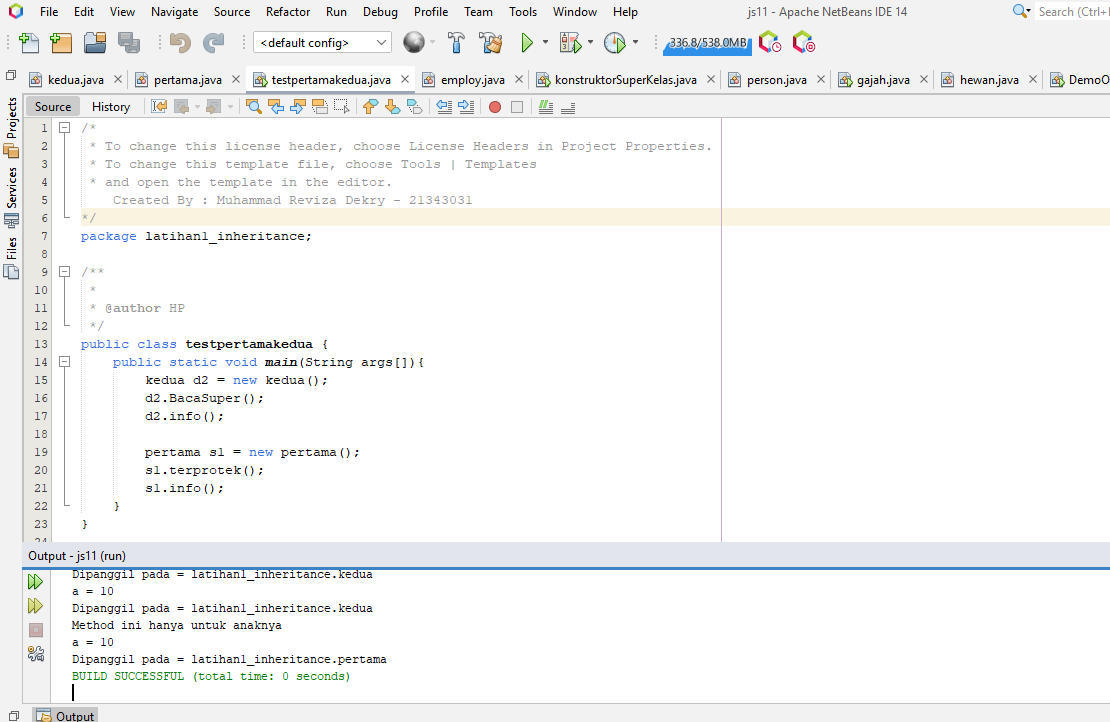 File Edit View Navigate Source Refactor Run Debug Profile Team Tools Window Help js11 - Apache NetBeans IDE 14 Search (Ctrl+I
<default config> 336.8/538.0MB
kedua.java pertama.java testpertamakedua.java employ.java konstruktorSuperKelas.java person.java gajah.java hewan.java DemoO
Source History
Projects
Services
Files
1 /*
2 * To change this license header, choose License Headers in Project Properties.
3 * To change this template file, choose Tools | Templates
4 * and open the template in the editor.
5 Created By : Muhammad Reviza Dekry - 21343031
6 */
7 package latihan1_inheritance;
8
9 /**
10 *
11 * @author HP
12 */
13 public class testpertamakedua {
14 public static void main(String args[]){
15 kedua d2 = new kedua();
16 d2.BacaSuper();
17 d2.info();
18
19 pertama s1 = new pertama();
20 s1.terprotek();
21 s1.info();
22 }
23 }
24
Output - js11 (run)
Dipanggil pada = latihan1_inheritance.kedua
a = 10
Dipanggil pada = latihan1_inheritance.kedua
Method ini hanya untuk anaknya
a = 10
Dipanggil pada = latihan1_inheritance.pertama
BUILD SUCCESSFUL (total time: 0 seconds)
Output